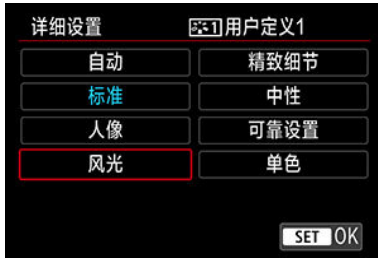 详细设置 用户定义1
自动 精致细节
标准 中性
人像 可靠设置
风光 单色
SET OK